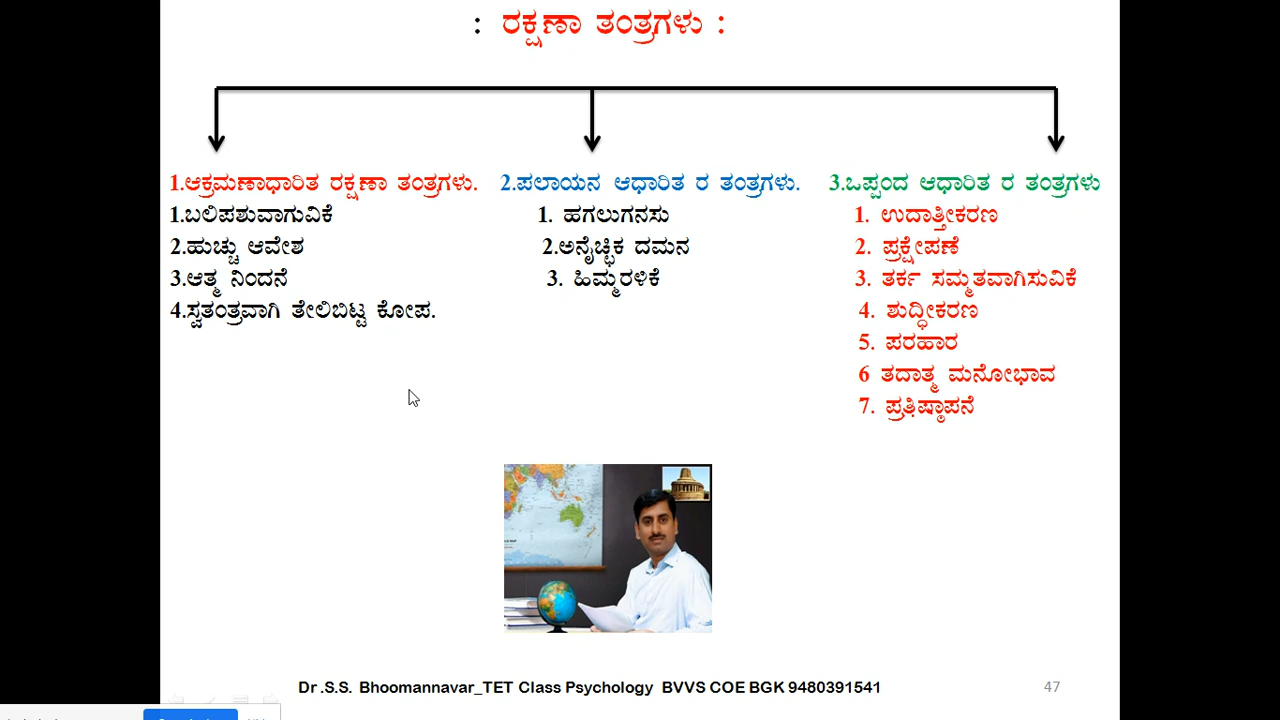 : ರಕ್ಷಣಾ ತಂತ್ರಗಳು :
1.ಆಕ್ರಮಣಾಧಾರಿತ ರಕ್ಷಣಾ ತಂತ್ರಗಳು.
1.ಬಲಿಪಶುವಾಗುವಿಕೆ
2.ಹುಚ್ಚು ಆವೇಶ
3.ಆತ್ಮ ನಿಂದನೆ
4.ಸ್ವತಂತ್ರವಾಗಿ ತೇಲಿಬಿಟ್ಟ ಕೋಪ.
2.ಪಲಾಯನ ಆಧಾರಿತ ರ ತಂತ್ರಗಳು.
1. ಹಗಲುಗನಸು
2.ಅನೈಚ್ಛಿಕ ದಮನ
3. ಹಿಮ್ಮರಳಿಕೆ
3.ಒಪ್ಪಂದ ಆಧಾರಿತ ರ ತಂತ್ರಗಳು
1. ಉದಾತ್ತೀಕರಣ
2. ಪ್ರಕ್ಷೇಪಣೆ
3. ತರ್ಕ ಸಮ್ಮತವಾಗಿಸುವಿಕೆ
4. ಶುದ್ಧೀಕರಣ
5. ಪರಹಾರ
6 ತದಾತ್ಮ ಮನೋಭಾವ
7. ಪ್ರತಿಷ್ಠಾಪನೆ
Dr .S.S. Bhoomannavar_TET Class Psychology BVVS COE BGK 9480391541
47